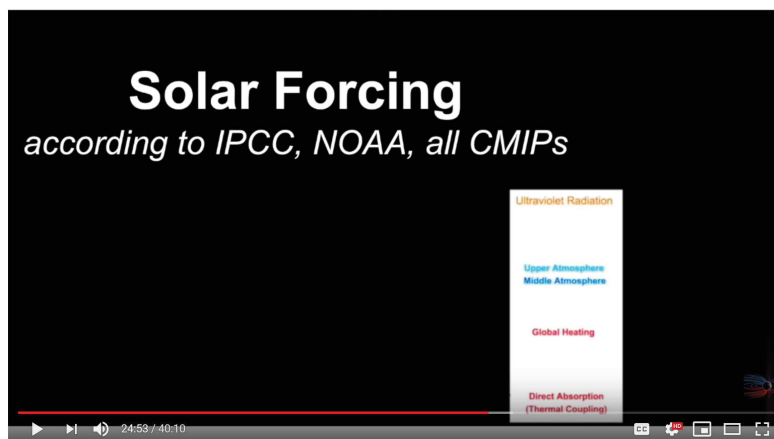 Solar Forcing
according to IPCC, NOAA, all CMIPs
Ultraviolet Radiation
Upper Atmosphere
Middle Atmosphere
Global Heating
Direct Absorption
(Thermal Coupling)
24:53 / 40:10
CC
HD